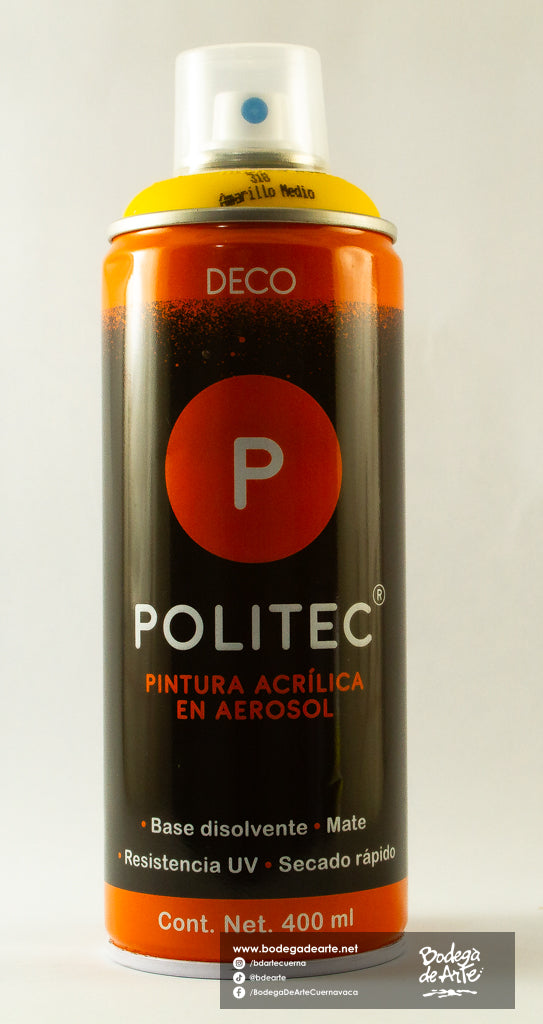 318
Amarillo Medio
DECO
P
POLITEC®
PINTURA ACRÍLICA
EN AEROSOL
• Base disolvente • Mate
• Resistencia UV • Secado rápido
Cont. Net. 400 ml
www.bodegadearte.net
/bdartecuerna
@bdearte
/BodegaDeArteCuernavaca
Bodega
de Arte